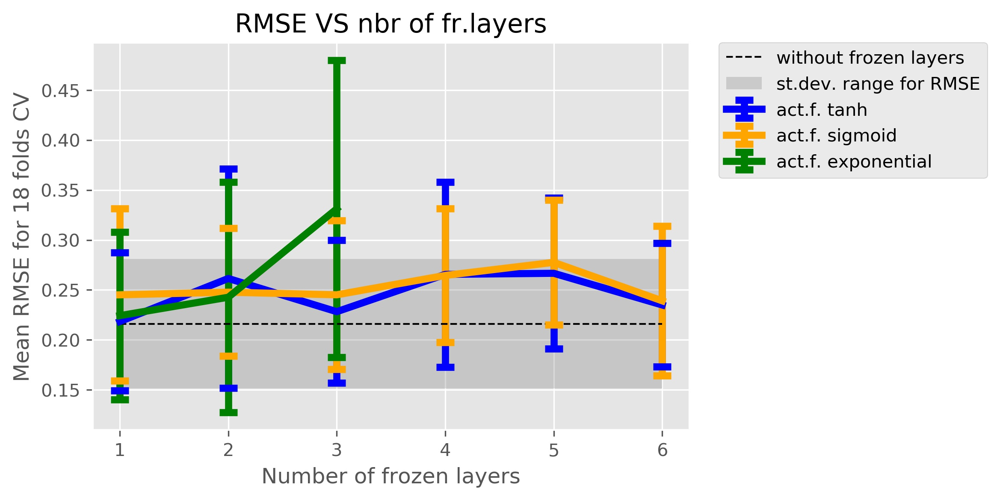 RMSE VS nbr of fr.layers
Mean RMSE for 18 folds CV
0.45
0.40
0.35
0.30
0.25
0.20
0.15
1 2 3 4 5 6
Number of frozen layers
without frozen layers
st.dev. range for RMSE
act.f. tanh
act.f. sigmoid
act.f. exponential